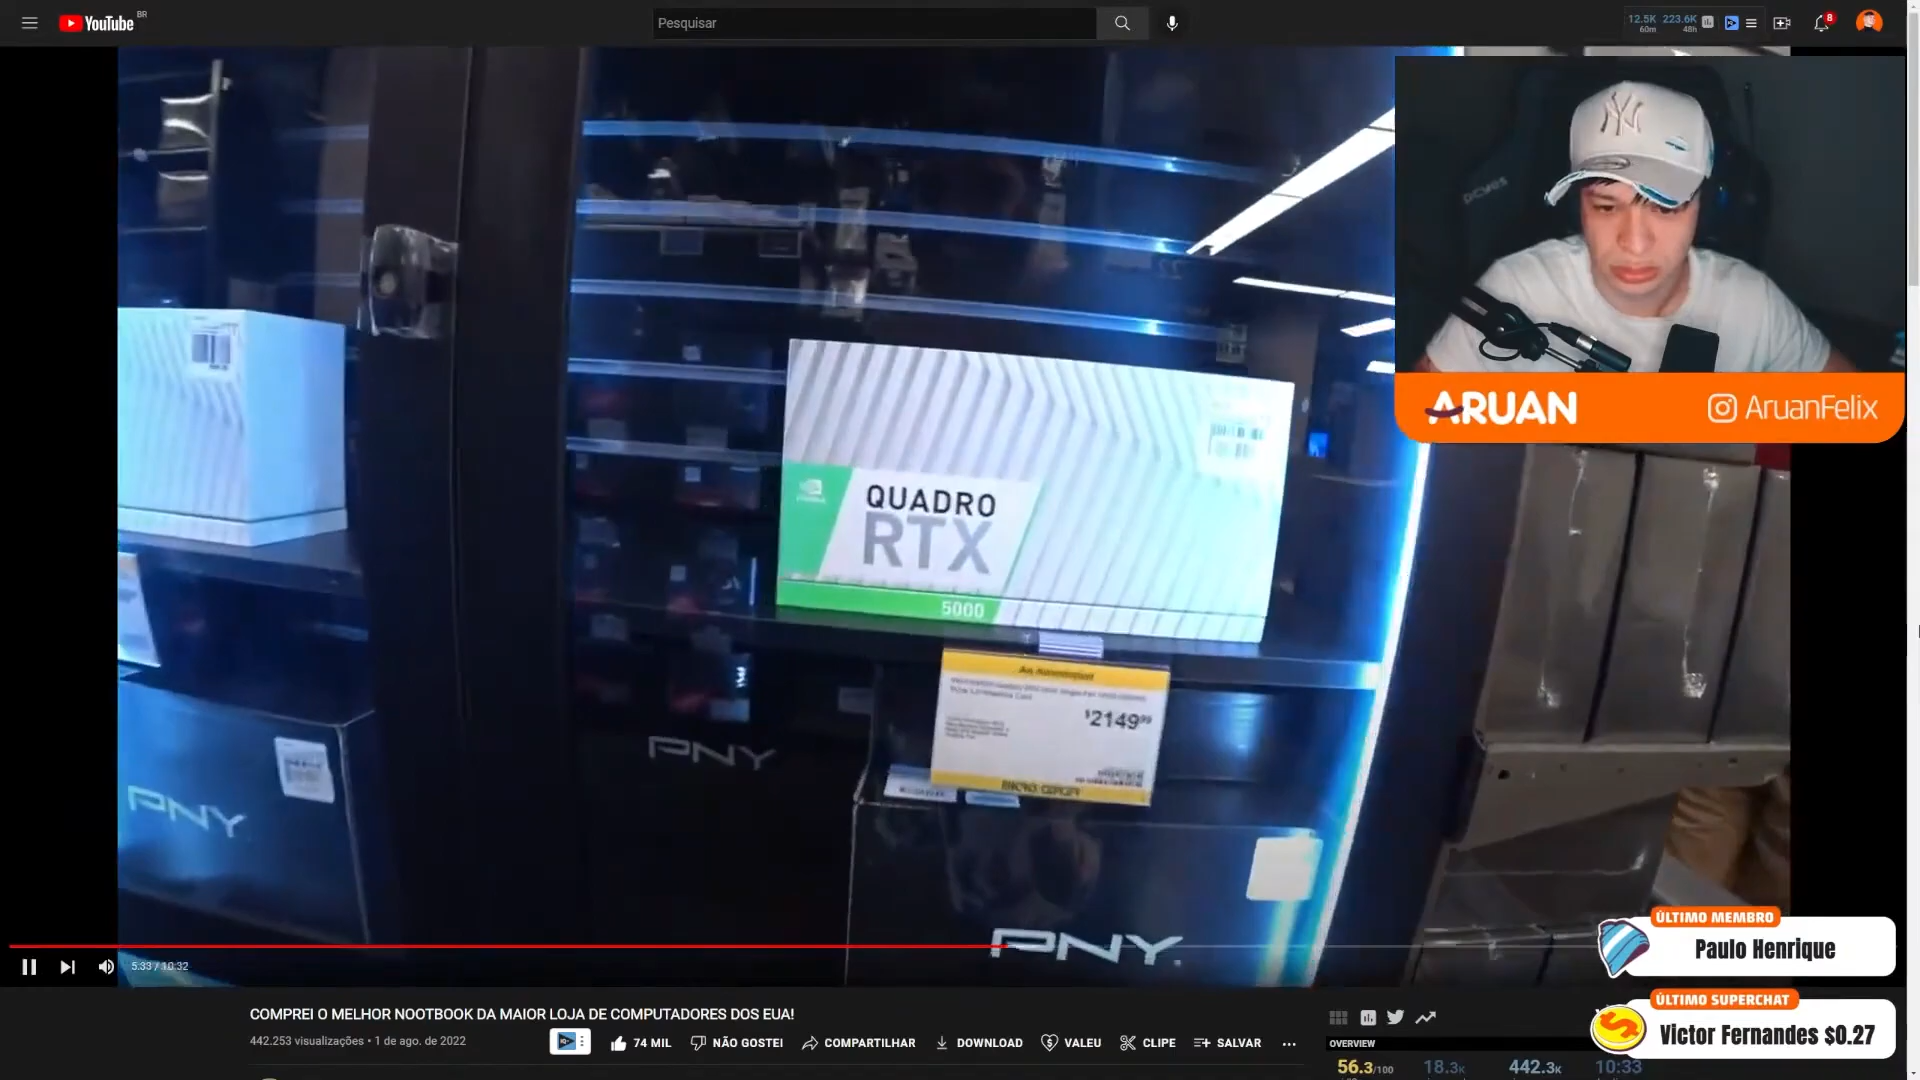 YouTube BR
Pesquisar
12.5K 223.6K
60m 48h
8
NY
ARUAN
AruanFelix
QUADRO
RTX
5000
$2149.99
MICRO CENTER
PNY
PNY
PNY
ÚLTIMO MEMBRO
Paulo Henrique
5:33 / 10:32
ÚLTIMO SUPERCHAT
Victor Fernandes $0.27
COMPREI O MELHOR NOOTBOOK DA MAIOR LOJA DE COMPUTADORES DOS EUA!
442.253 visualizações • 1 de ago. de 2022
74 MIL NÃO GOSTEI COMPARTILHAR DOWNLOAD VALEU CLIPE SALVAR
OVERVIEW
56.3/100 18.3K 442.3K 10:33